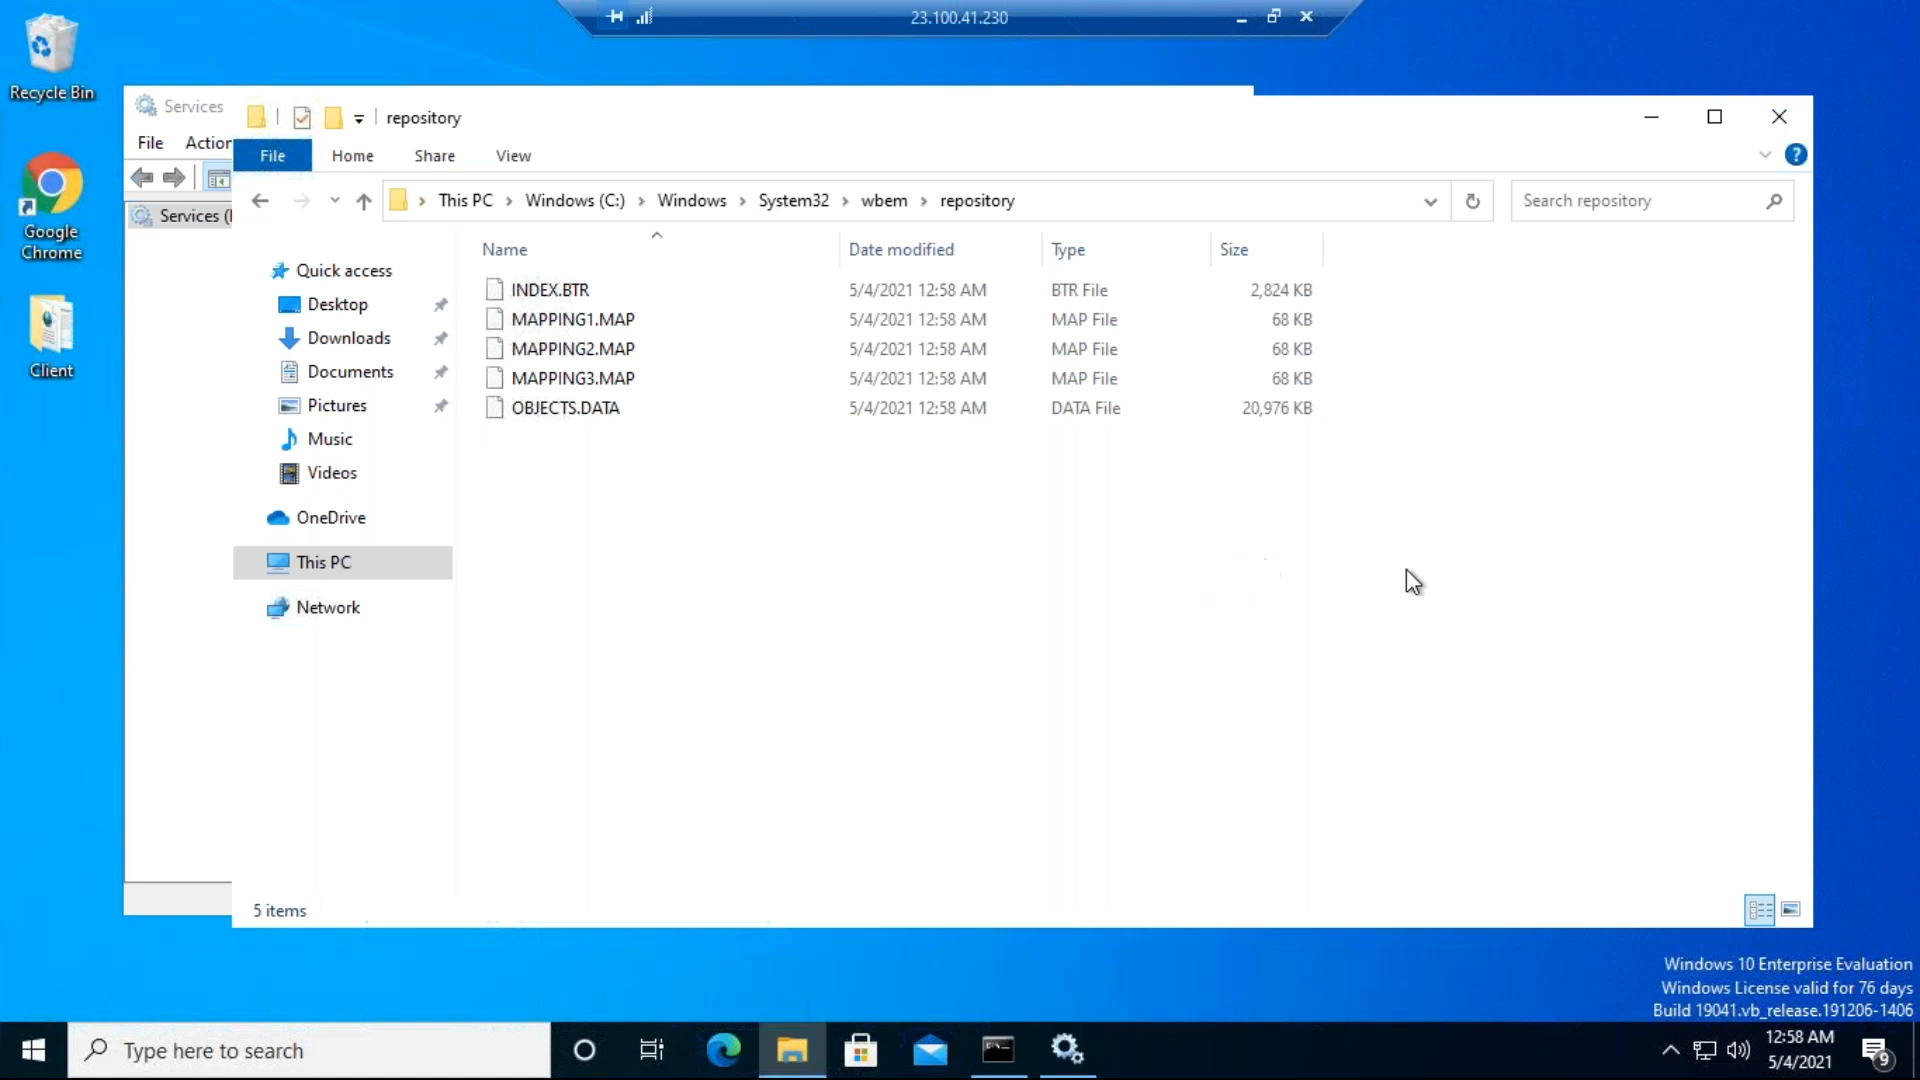 23.100.41.230
Recycle Bin
Google
Chrome
Client
Services
File Action
Services (
repository
File Home Share View
This PC Windows (C:) Windows System32 wbem repository
Search repository
Name Date modified Type Size
INDEX.BTR 5/4/2021 12:58 AM BTR File 2,824 KB
MAPPING1.MAP 5/4/2021 12:58 AM MAP File 68 KB
MAPPING2.MAP 5/4/2021 12:58 AM MAP File 68 KB
MAPPING3.MAP 5/4/2021 12:58 AM MAP File 68 KB
OBJECTS.DATA 5/4/2021 12:58 AM DATA File 20,976 KB
Quick access
Desktop
Downloads
Documents
Pictures
Music
Videos
OneDrive
This PC
Network
5 items
Windows 10 Enterprise Evaluation
Windows License valid for 76 days
Build 19041.vb_release.191206-1406
Type here to search
12:58 AM
5/4/2021
9